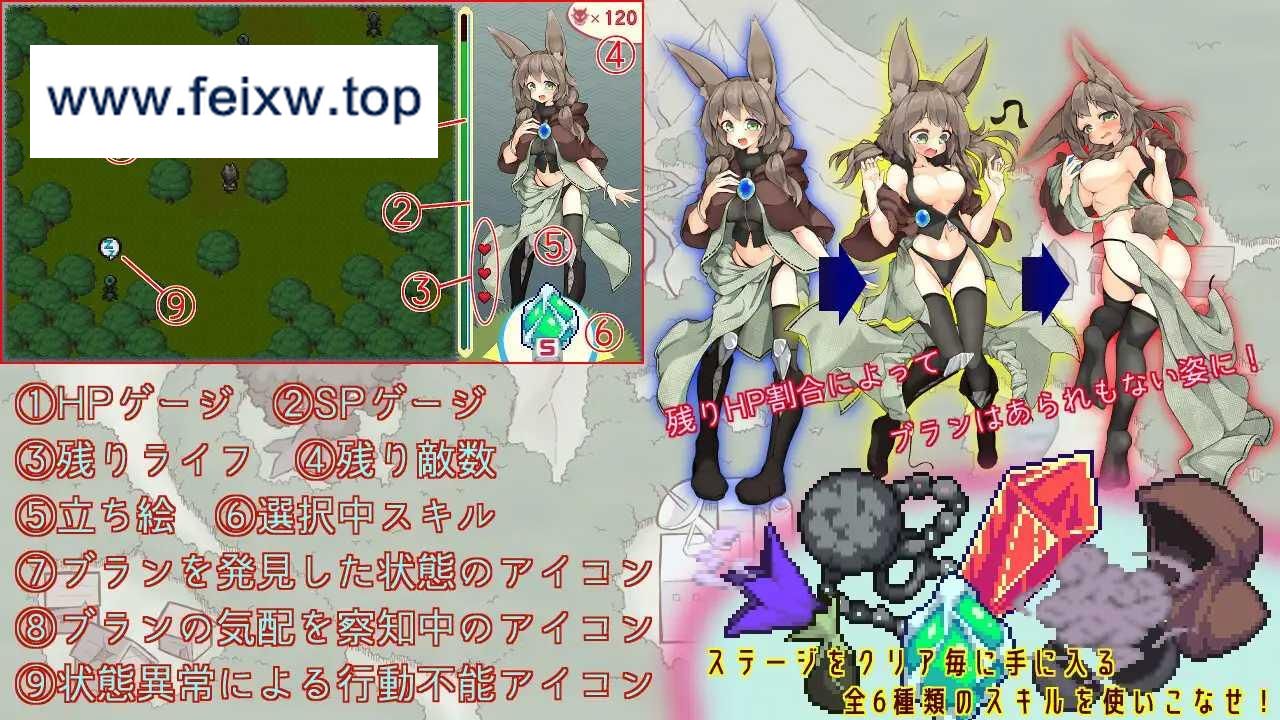 www.feixw.top
×120
④
②
③
⑤
⑥
S
⑨
Z
①HPゲージ ②SPゲージ
③残りライフ ④残り敵数
⑤立ち絵 ⑥選択中スキル
⑦ブランを発見した状態のアイコン
⑧ブランの気配を察知中のアイコン
⑨状態異常による行動不能アイコン
残りHP割合によって
ブランはあられもない姿に！
ステージをクリア毎に手に入る
全6種類のスキルを使いこなせ！